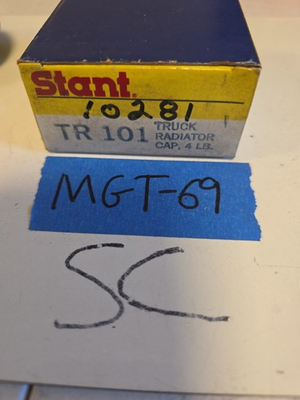 Stant.
10281
TR 101 TRUCK
RADIATOR
CAP, 4 LB.
MGT-69
SC